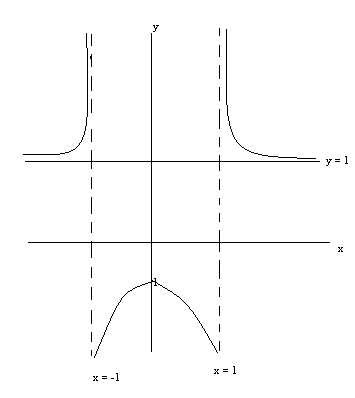 y
y = 1
x
1
x = 1
x = -1